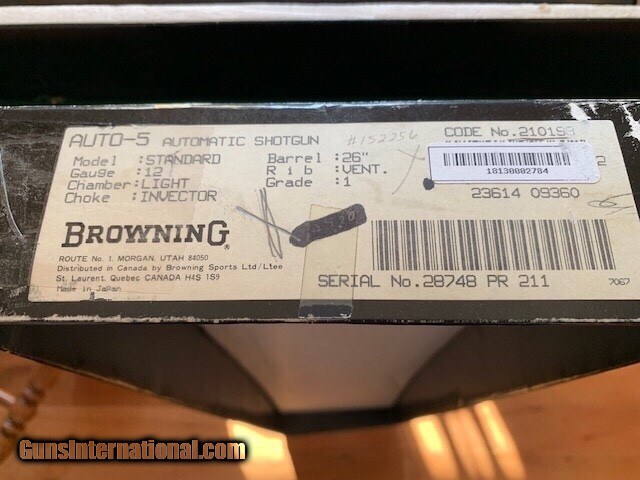 AUTO-5 AUTOMATIC SHOTGUN #152256 CODE No.
Model :STANDARD Barrel :26"
Gauge :12 Rib :VENT.
Chamber:LIGHT Grade :1
Choke :INVECTOR
18138002784
23614 09360
BROWNING®
ROUTE No. 1, MORGAN, UTAH 84050
Distributed in Canada by Browning Sports Ltd/Ltee
St. Laurent, Quebec CANADA H4S 1S9
Made in Japan
SERIAL No.28748 PR 211
7067
GunsInternational.com